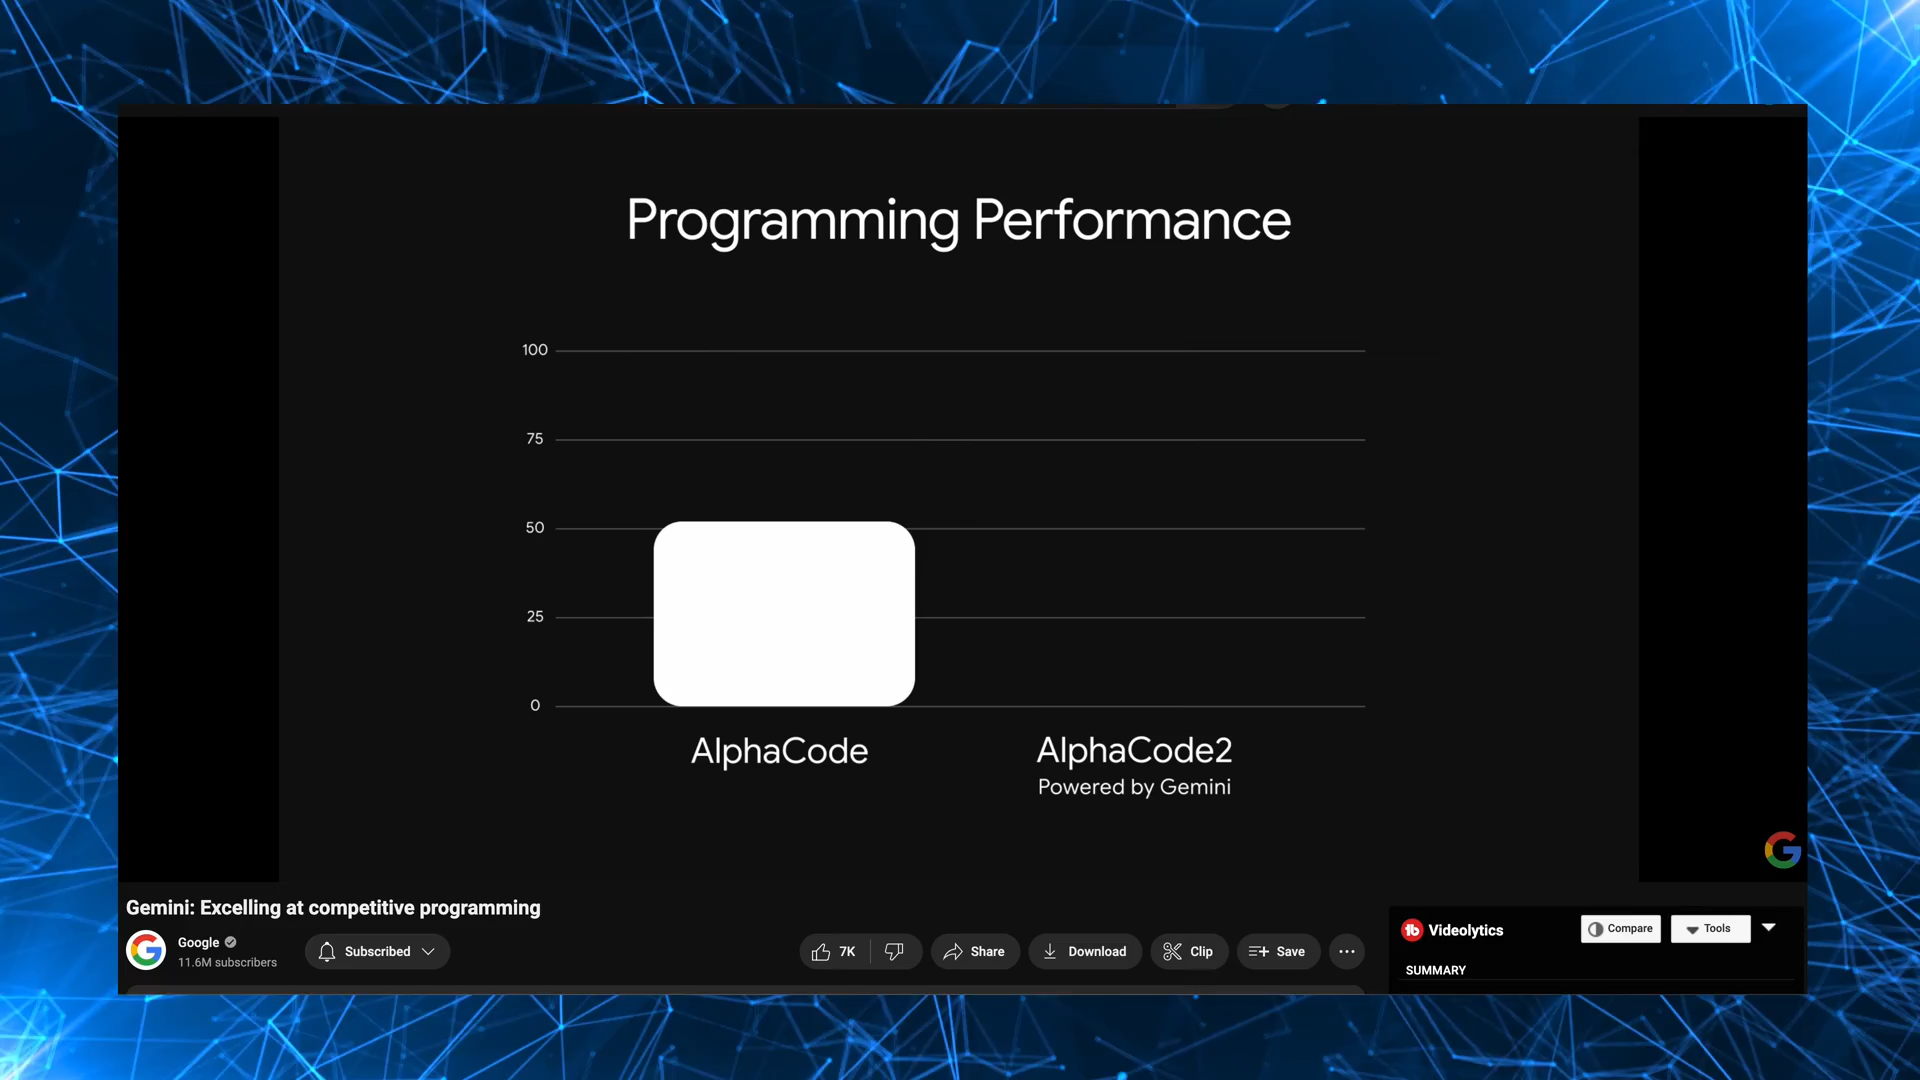 Programming Performance
100
75
50
25
0
AlphaCode
AlphaCode2
Powered by Gemini
Gemini: Excelling at competitive programming
Google
11.6M subscribers
Subscribed
7K
Share
Download
Clip
Save
Videolytics
Compare
Tools
SUMMARY